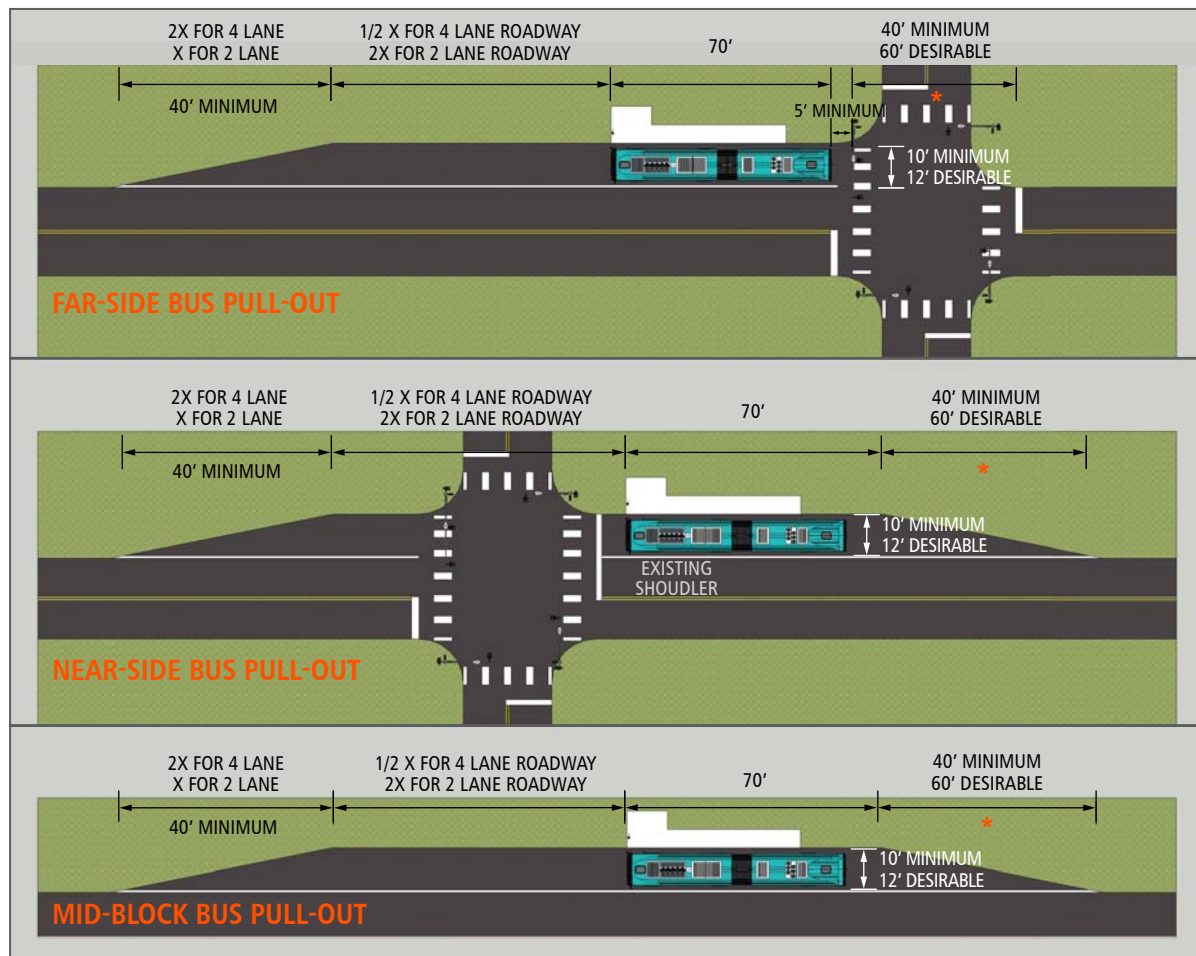 2X FOR 4 LANE
X FOR 2 LANE
1/2 X FOR 4 LANE ROADWAY
2X FOR 2 LANE ROADWAY
70'
40' MINIMUM
60' DESIRABLE
40' MINIMUM
5' MINIMUM
*
10' MINIMUM
12' DESIRABLE
FAR-SIDE BUS PULL-OUT
2X FOR 4 LANE
X FOR 2 LANE
1/2 X FOR 4 LANE ROADWAY
2X FOR 2 LANE ROADWAY
70'
40' MINIMUM
60' DESIRABLE
40' MINIMUM
*
10' MINIMUM
12' DESIRABLE
EXISTING
SHOUDLER
NEAR-SIDE BUS PULL-OUT
2X FOR 4 LANE
X FOR 2 LANE
1/2 X FOR 4 LANE ROADWAY
2X FOR 2 LANE ROADWAY
70'
40' MINIMUM
60' DESIRABLE
40' MINIMUM
*
10' MINIMUM
12' DESIRABLE
MID-BLOCK BUS PULL-OUT